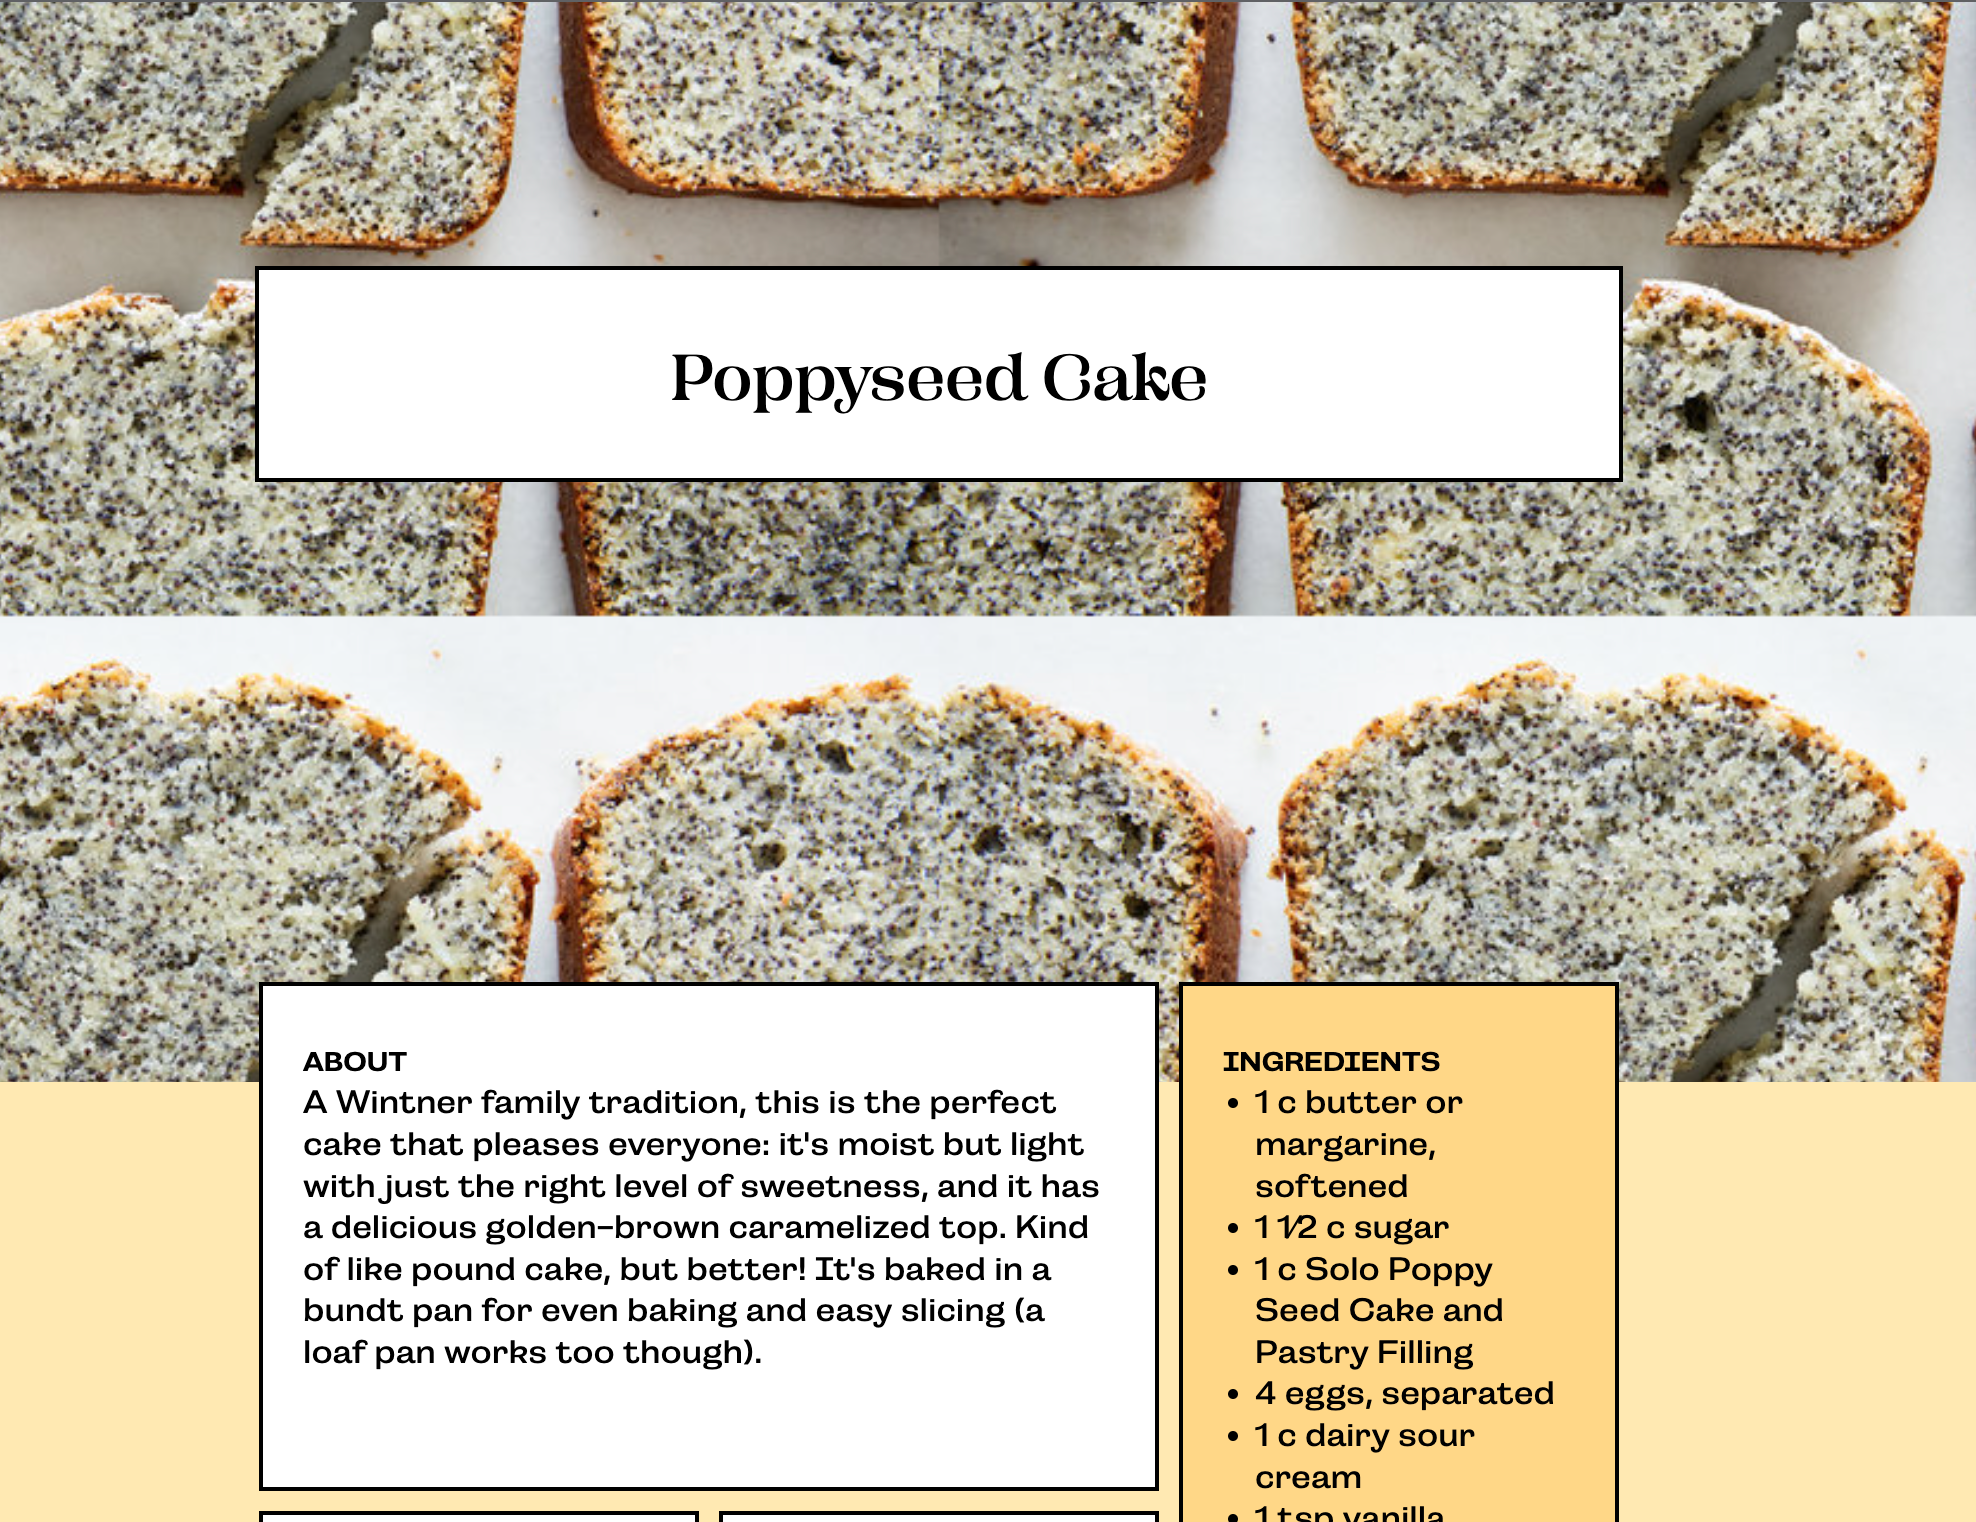 Poppyseed Cake
ABOUT
A Wintner family tradition, this is the perfect
cake that pleases everyone: it's moist but light
with just the right level of sweetness, and it has
a delicious golden-brown caramelized top. Kind
of like pound cake, but better! It's baked in a
bundt pan for even baking and easy slicing (a
loaf pan works too though).
INGREDIENTS
• 1 c butter or
margarine,
softened
• 1 1/2 c sugar
• 1 c Solo Poppy
Seed Cake and
Pastry Filling
• 4 eggs, separated
• 1 c dairy sour
cream
• 1 tsp vanilla